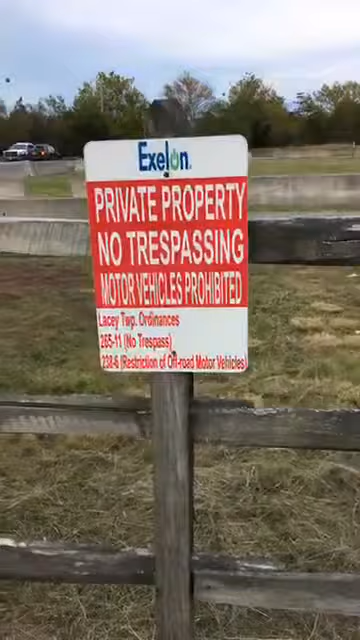 Exelon.
PRIVATE PROPERTY
NO TRESPASSING
MOTOR VEHICLES PROHIBITED
Lacey Twp. Ordinances
265-11 (No Trespass)
238-6 (Restriction of Off-road Motor Vehicles)